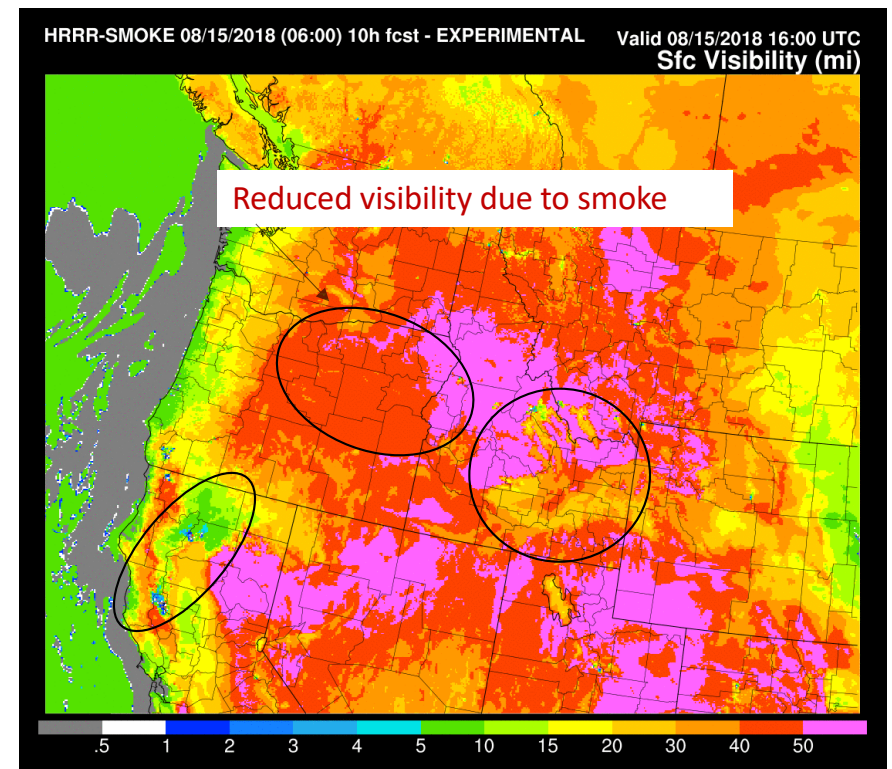 HRRR-SMOKE 08/15/2018 (06:00) 10h fcst - EXPERIMENTAL
Valid 08/15/2018 16:00 UTC
Sfc Visibility (mi)
Reduced visibility due to smoke
.5 1 2 3 4 5 10 15 20 30 40 50